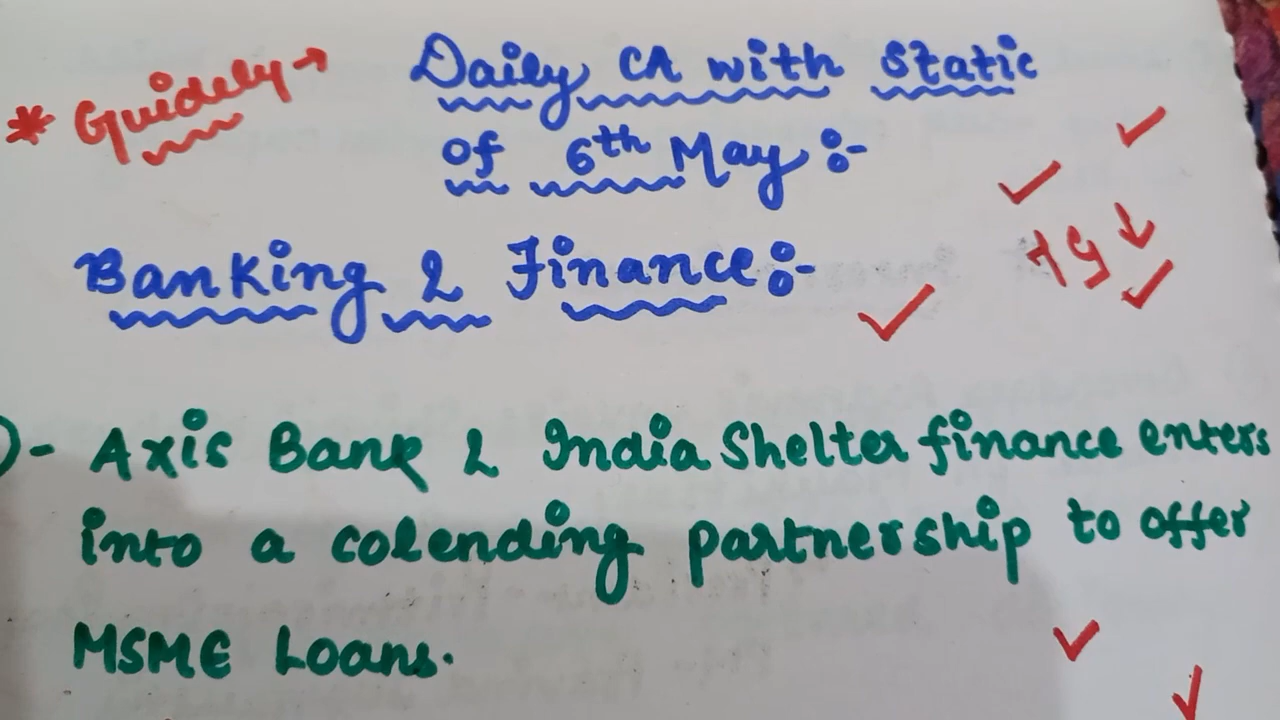 * Guidely → Daily CA with Static
of 6th May :-
Banking & Finance :-
)- Axis Bank & India Shelter finance enters
into a colending partnership to offer
MSME Loans.